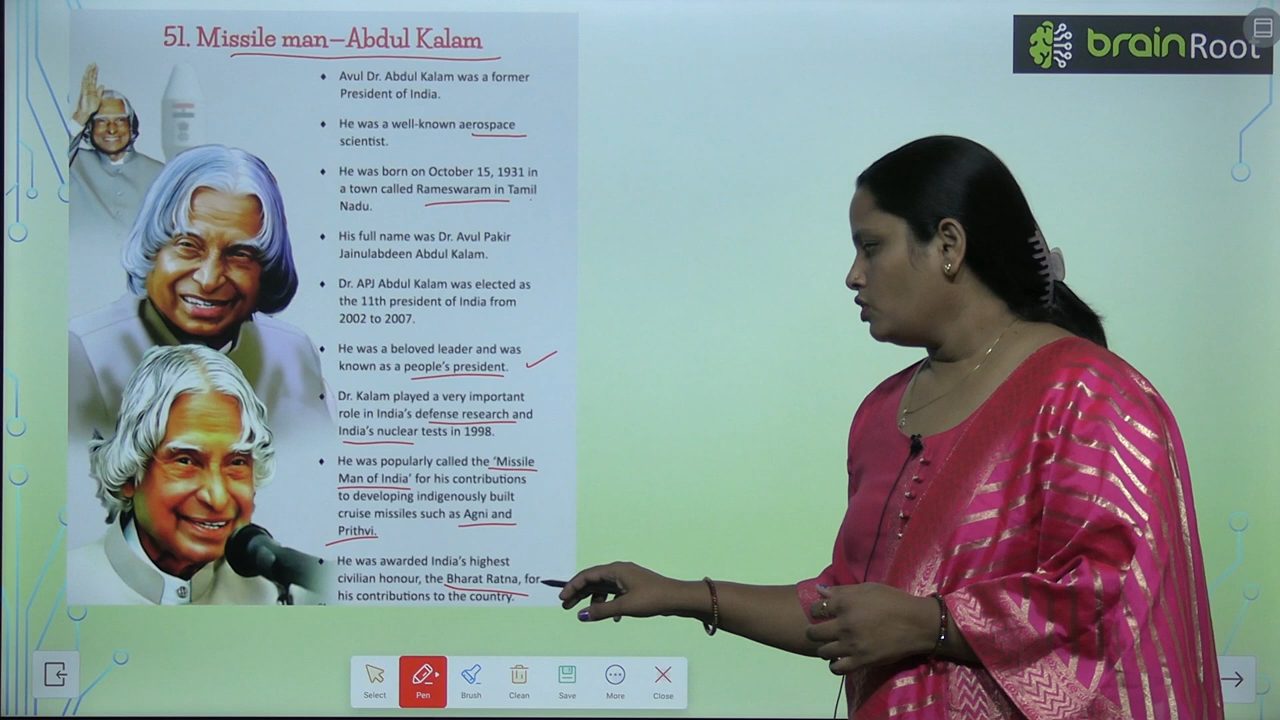 51. Missile man–Abdul Kalam
brainRoot
♦ Avul Dr. Abdul Kalam was a former
President of India.
♦ He was a well-known aerospace
scientist.
♦ He was born on October 15, 1931 in
a town called Rameswaram in Tamil
Nadu.
♦ His full name was Dr. Avul Pakir
Jainulabdeen Abdul Kalam.
♦ Dr. APJ Abdul Kalam was elected as
the 11th president of India from
2002 to 2007.
♦ He was a beloved leader and was
known as a people's president.
♦ Dr. Kalam played a very important
role in India's defense research and
India's nuclear tests in 1998.
♦ He was popularly called the 'Missile
Man of India' for his contributions
to developing indigenously built
cruise missiles such as Agni and
Prithvi.
♦ He was awarded India's highest
civilian honour, the Bharat Ratna, for
his contributions to the country.
Select Pen Brush Clean Save More Close